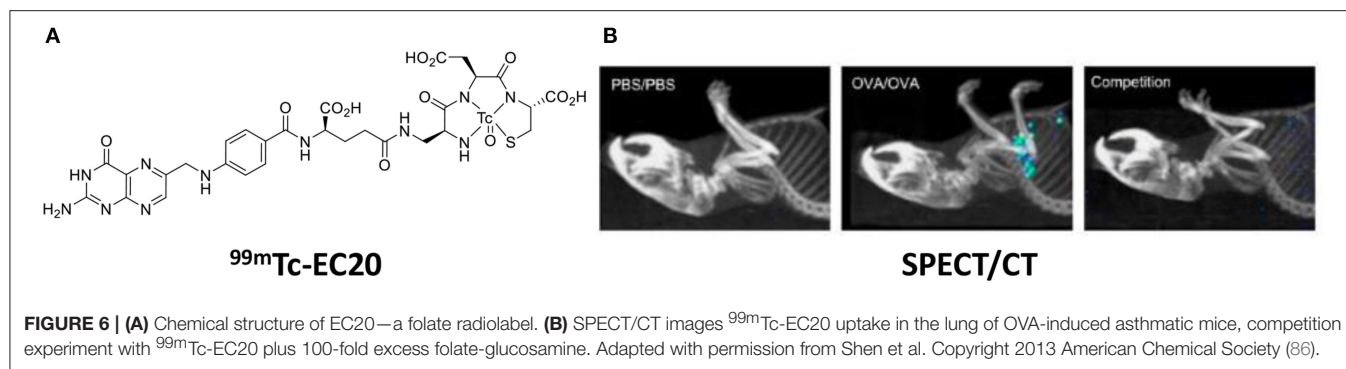 A
B
HO₂C
O
O
N
N
CO₂H
O
CO₂H
O
H
N
Tc
O
S
HN
O
N
H
O
O
N
HN
N
H
H₂N
N
N
PBS/PBS
OVA/OVA
Competition
⁹⁹ᵐTc-EC20
SPECT/CT
FIGURE 6 | (A) Chemical structure of EC20—a folate radiolabel. (B) SPECT/CT images ⁹⁹ᵐTc-EC20 uptake in the lung of OVA-induced asthmatic mice, competition
experiment with ⁹⁹ᵐTc-EC20 plus 100-fold excess folate-glucosamine. Adapted with permission from Shen et al. Copyright 2013 American Chemical Society (86).